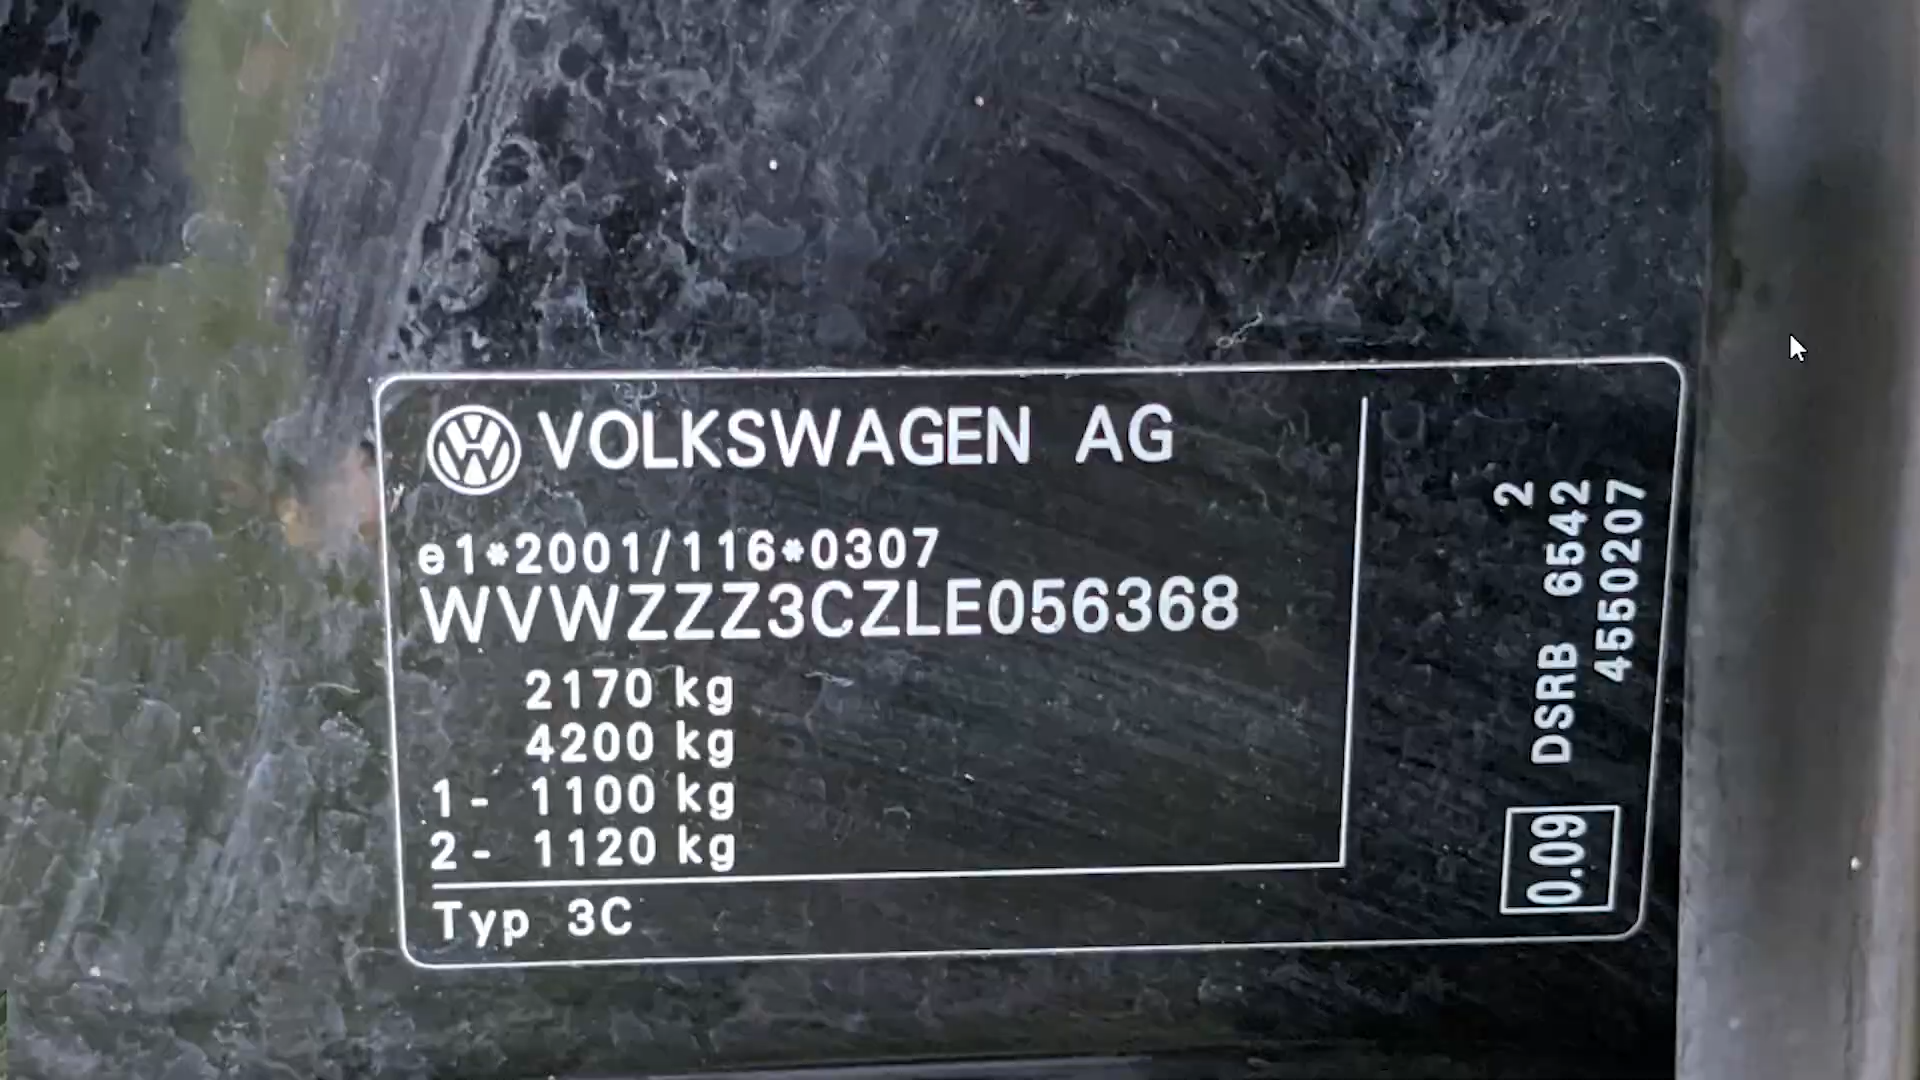 VOLKSWAGEN AG
e1*2001/116*0307
WVWZZZ3CZLE056368
2170 kg
4200 kg
1- 1100 kg
2- 1120 kg
Typ 3C
2
DSRB 6542
4550207
0.09